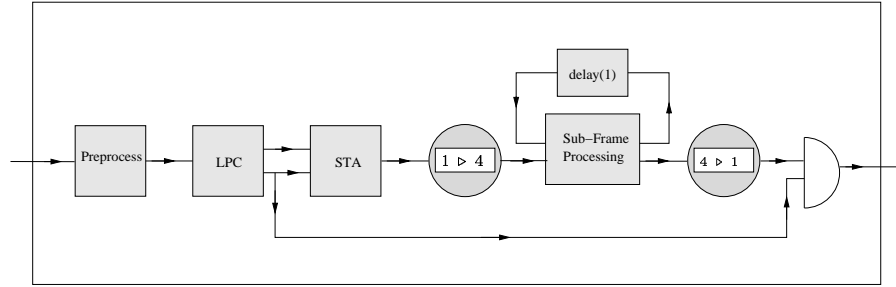 delay(1)
Preprocess
LPC
STA
1 ▷ 4
Sub−Frame
Processing
4 ▷ 1